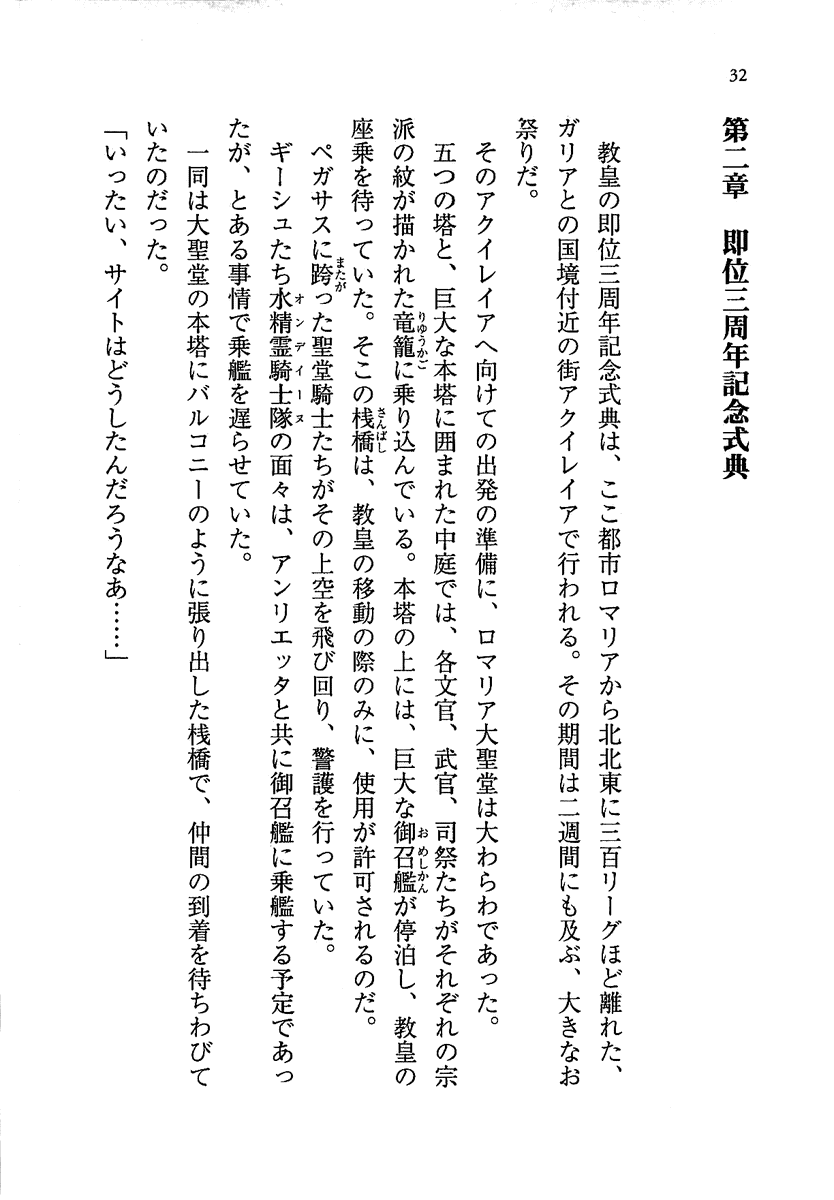 32
第二章　即位三周年記念式典
　教皇の即位三周年記念式典は、ここ都市ロマリアから北北東に三百リーグほど離れた、
ガリアとの国境付近の街アクイレイアで行われる。その期間は二週間にも及ぶ、大きなお
祭りだ。
　そのアクイレイアへ向けての出発の準備に、ロマリア大聖堂は大わらわであった。
　五つの塔と、巨大な本塔に囲まれた中庭では、各文官、武官、司祭たちがそれぞれの宗
派の紋が描かれた竜籠りゅうかごに乗り込んでいる。本塔の上には、巨大な御召艦おめしかんが停泊し、教皇の
座乗を待っていた。そこの桟橋さんばしは、教皇の移動の際のみに、使用が許可されるのだ。
　ペガサスに跨またがった聖堂騎士たちがその上空を飛び回り、警護を行っていた。
　ギーシュたち水精霊騎士隊オンディーヌの面々は、アンリエッタと共に御召艦に乗艦する予定であっ
たが、とある事情で乗艦を遅らせていた。
　一同は大聖堂の本塔にバルコニーのように張り出した桟橋で、仲間の到着を待ちわびて
いたのだった。
「いったい、サイトはどうしたんだろうなあ……」